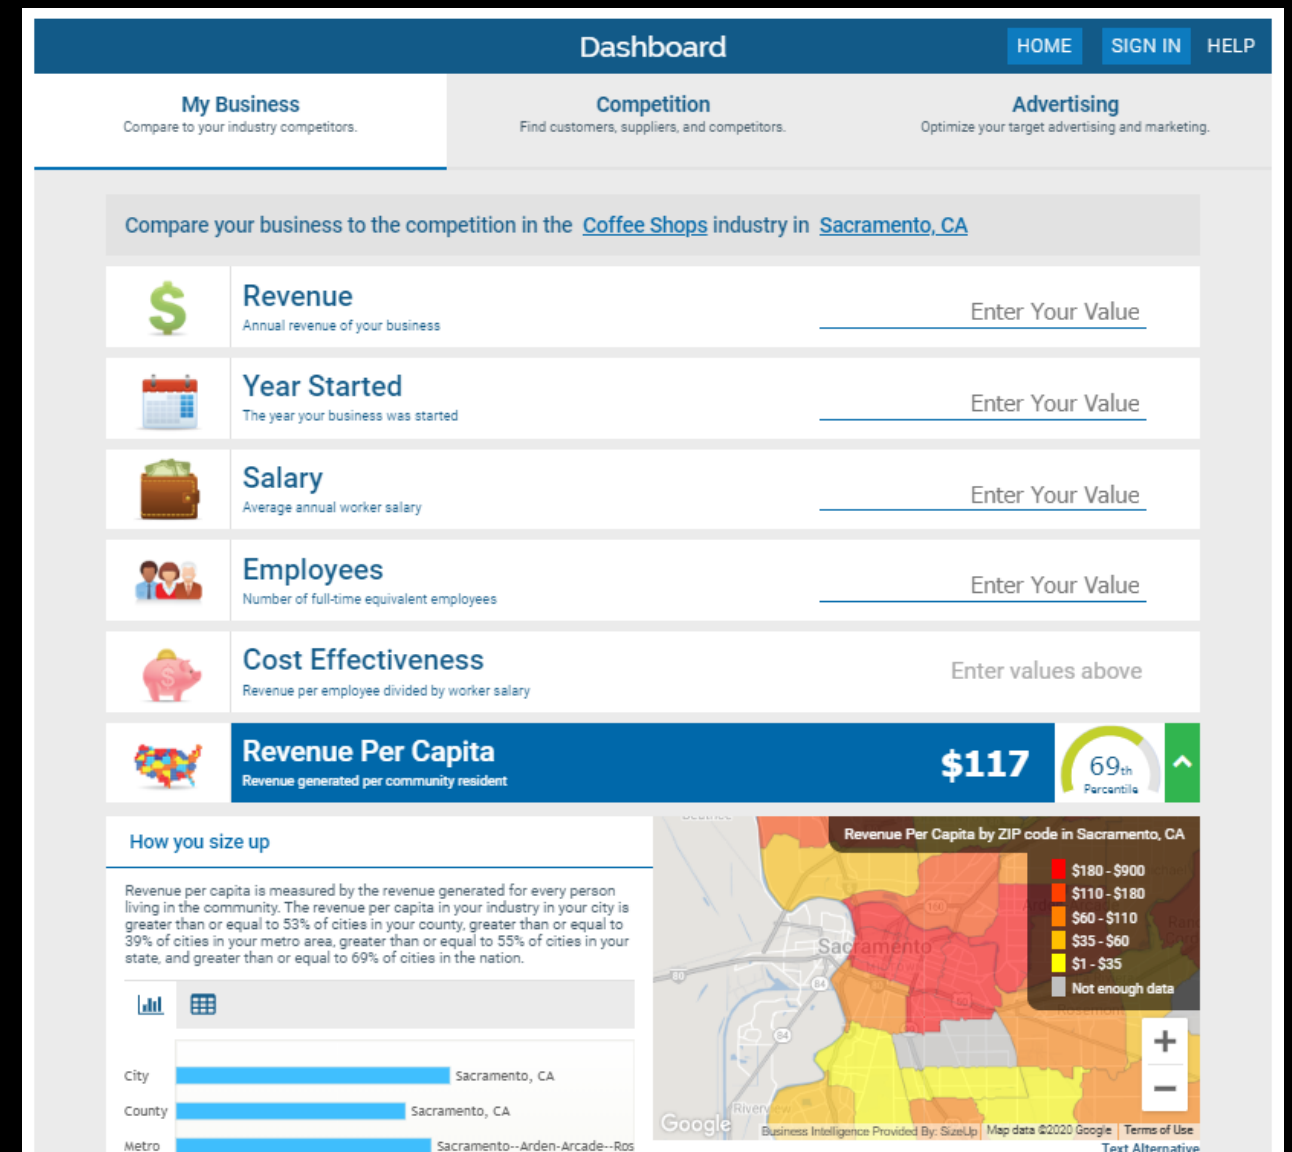 Dashboard
HOME
SIGN IN
HELP
My Business
Compare to your industry competitors.
Competition
Find customers, suppliers, and competitors.
Advertising
Optimize your target advertising and marketing.
Compare your business to the competition in the Coffee Shops industry in Sacramento, CA
Revenue
Annual revenue of your business
Enter Your Value
Year Started
The year your business was started
Enter Your Value
Salary
Average annual worker salary
Enter Your Value
Employees
Number of full-time equivalent employees
Enter Your Value
Cost Effectiveness
Revenue per employee divided by worker salary
Enter values above
Revenue Per Capita
Revenue generated per community resident
$117
69th
Percentile
How you size up
Revenue per capita is measured by the revenue generated for every person
living in the community. The revenue per capita in your industry in your city is
greater than or equal to 53% of cities in your county, greater than or equal to
39% of cities in your metro area, greater than or equal to 55% of cities in your
state, and greater than or equal to 69% of cities in the nation.
City
Sacramento, CA
County
Sacramento, CA
Metro
Sacramento--Arden-Arcade--Ros
Revenue Per Capita by ZIP code in Sacramento, CA
$180 - $900
$110 - $180
$60 - $110
$35 - $60
$1 - $35
Not enough data
160
Sacramento
80
84
50
50
84
Rosemont
Riverview
+
−
Google
Business Intelligence Provided By: SizeUp
Map data ©2020 Google
Terms of Use
Text Alternative